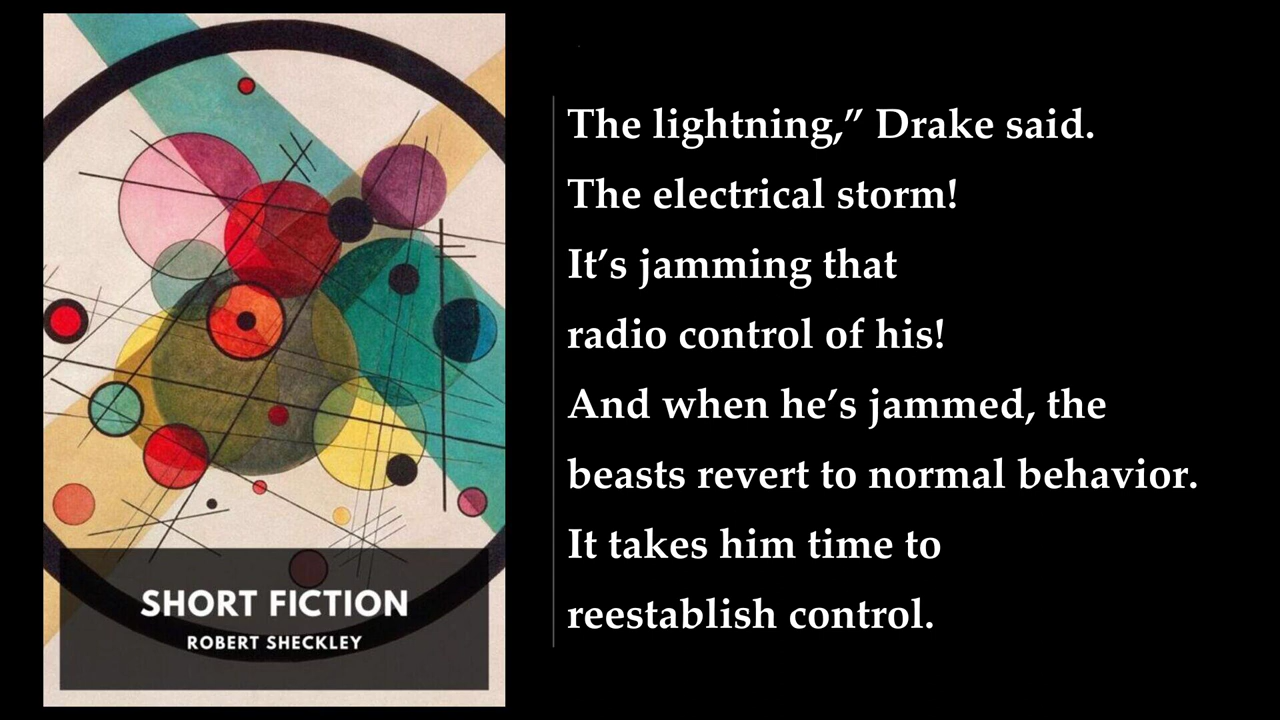 SHORT FICTION
ROBERT SHECKLEY
The lightning,” Drake said.
The electrical storm!
It’s jamming that
radio control of his!
And when he’s jammed, the
beasts revert to normal behavior.
It takes him time to
reestablish control.